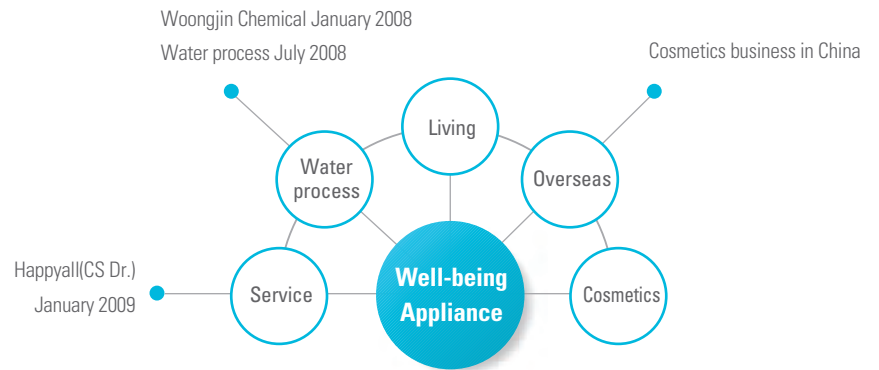 Woongjin Chemical January 2008
Water process July 2008
Cosmetics business in China
Living
Water
process
Overseas
Happyall(CS Dr.)
January 2009
Service
Well-being
Appliance
Cosmetics